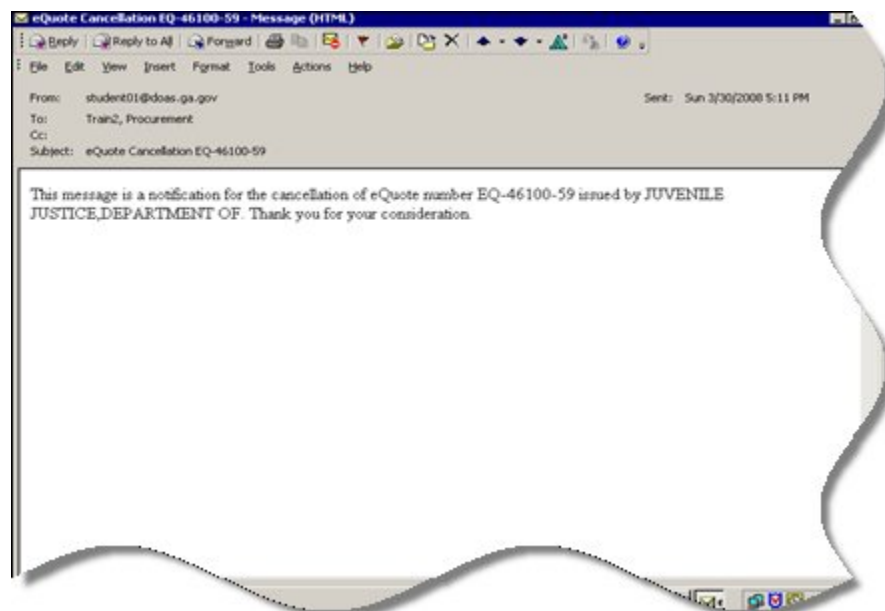 eQuote Cancellation EQ-46100-59 - Message (HTML)
Reply Reply to All Forward
File Edit View Insert Format Tools Actions Help
From: student01@doas.ga.gov Sent: Sun 3/30/2008 5:11 PM
To: Train2, Procurement
Cc:
Subject: eQuote Cancellation EQ-46100-59
This message is a notification for the cancellation of eQuote number EQ-46100-59 issued by JUVENILE
JUSTICE,DEPARTMENT OF. Thank you for your consideration.